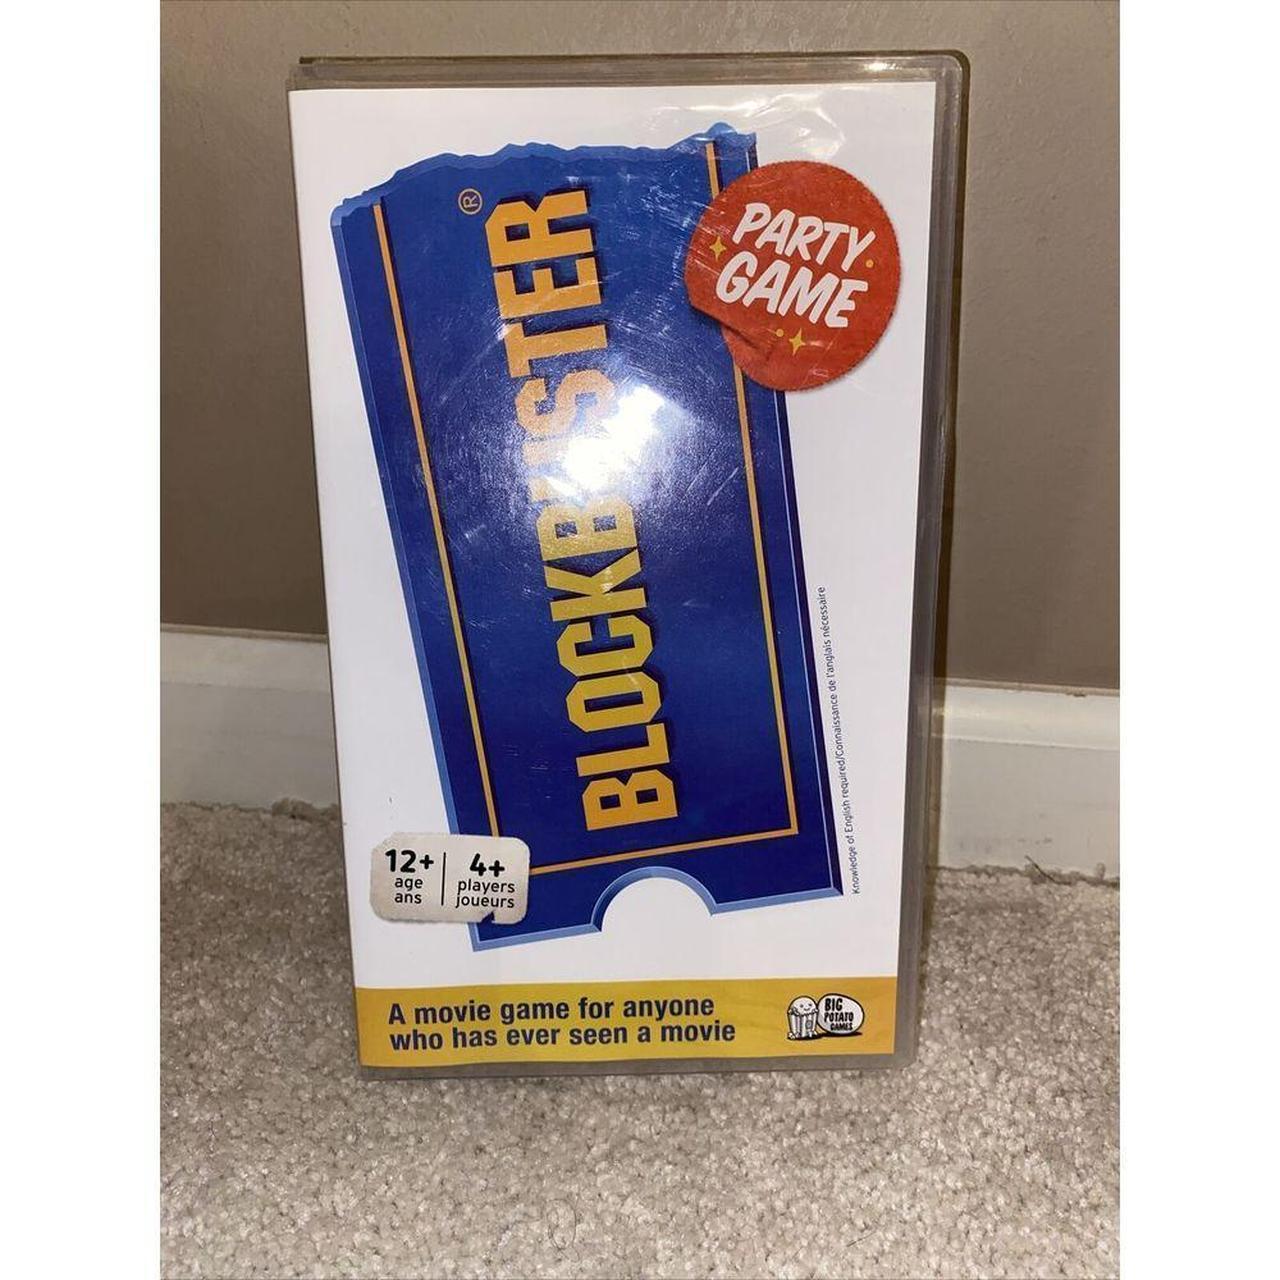 BLOCKBUSTER®
PARTY
GAME
Knowledge of English required/Connaissance de l'anglais nécessaire
12+
age
ans
4+
players
joueurs
A movie game for anyone
who has ever seen a movie
BIG
POTATO
GAMES